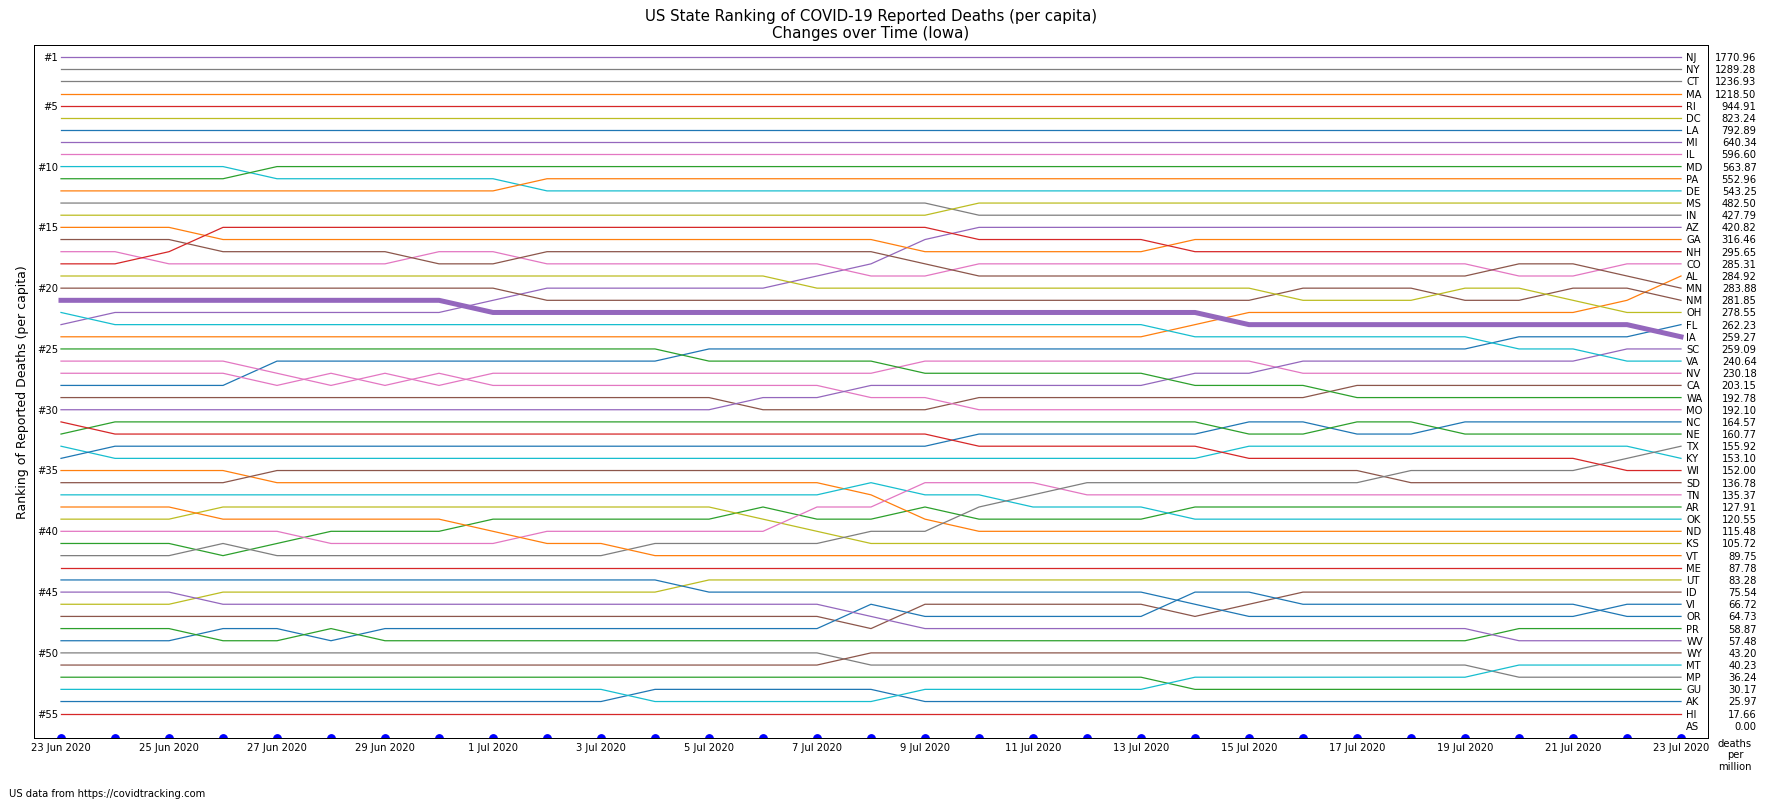 US State Ranking of COVID-19 Reported Deaths (per capita)
Changes over Time (Iowa)
Ranking of Reported Deaths (per capita)
#1
#5
#10
#15
#20
#25
#30
#35
#40
#45
#50
#55
NJ 1770.96
NY 1289.28
CT 1236.93
MA 1218.50
RI 944.91
DC 823.24
LA 792.89
MI 640.34
IL 596.60
MD 563.87
PA 552.96
DE 543.25
MS 482.50
IN 427.79
AZ 420.82
GA 316.46
NH 295.65
CO 285.31
AL 284.92
MN 283.88
NM 281.85
OH 278.55
FL 262.23
IA 259.27
SC 259.09
VA 240.64
NV 230.18
CA 203.15
WA 192.78
MO 192.10
NC 164.57
NE 160.77
TX 155.92
KY 153.10
WI 152.00
SD 136.78
TN 135.37
AR 127.91
OK 120.55
ND 115.48
KS 105.72
VT 89.75
ME 87.78
UT 83.28
ID 75.54
VI 66.72
OR 64.73
PR 58.87
WV 57.48
WY 43.20
MT 40.23
MP 36.24
GU 30.17
AK 25.97
HI 17.66
AS 0.00
23 Jun 2020 25 Jun 2020 27 Jun 2020 29 Jun 2020 1 Jul 2020 3 Jul 2020 5 Jul 2020 7 Jul 2020 9 Jul 2020 11 Jul 2020 13 Jul 2020 15 Jul 2020 17 Jul 2020 19 Jul 2020 21 Jul 2020 23 Jul 2020
deaths
per
million
US data from https://covidtracking.com